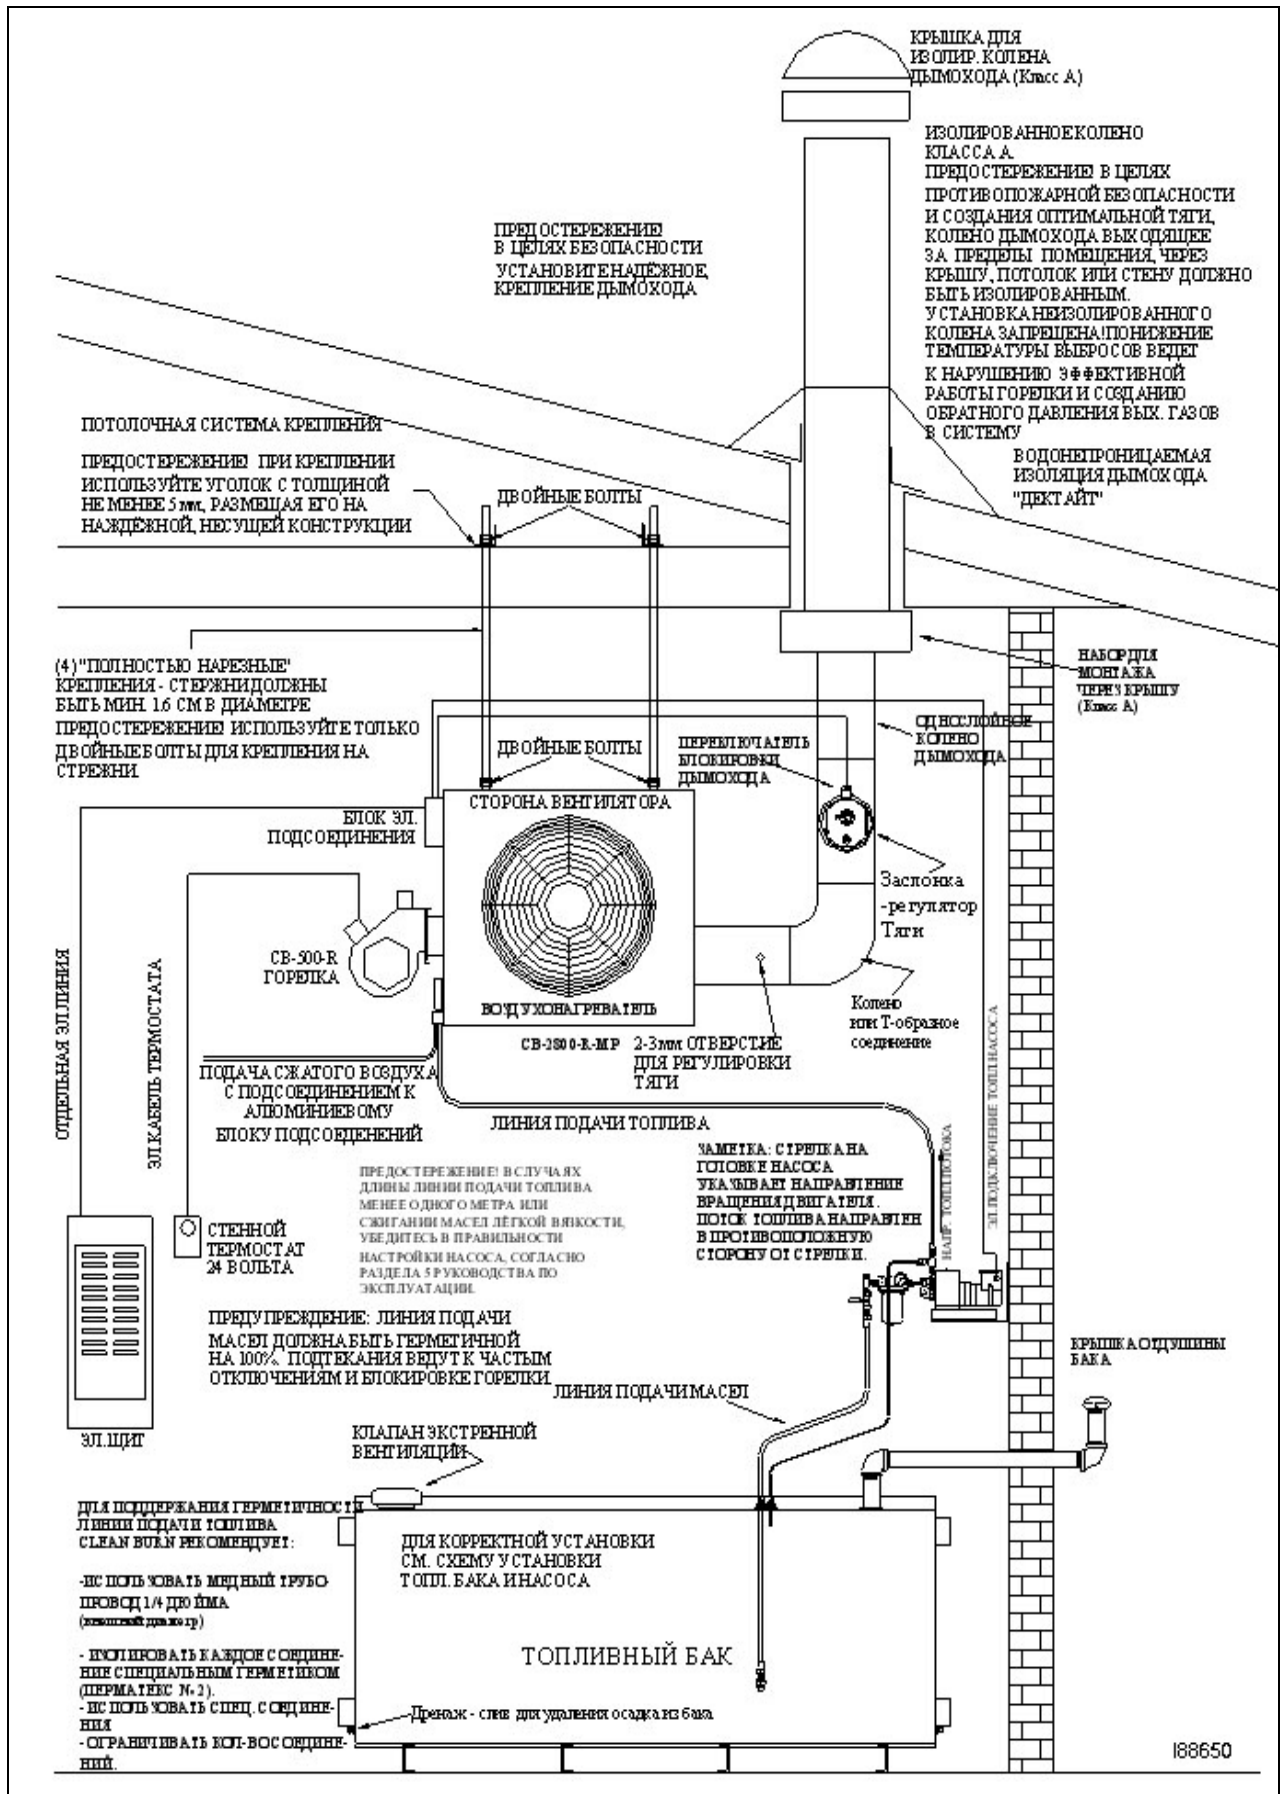 КРЫШКА ДЛЯ
ИЗОЛИР. КОЛЕНА
ДЫМОХОДА (Класс А)
ИЗОЛИРОВАННОЕ КОЛЕНО
КЛАССА А.
ПРЕДОСТЕРЕЖЕНИЕ! В ЦЕЛЯХ
ПРОТИВОПОЖАРНОЙ БЕЗОПАСНОСТИ
И СОЗДАНИЯ ОПТИМАЛЬНОЙ ТЯГИ,
КОЛЕНО ДЫМОХОДА ВЫХОДЯЩЕЕ
ЗА ПРЕДЕЛЫ ПОМЕЩЕНИЯ, ЧЕРЕЗ
КРЫШУ, ПОТОЛОК ИЛИ СТЕНУ ДОЛЖНО
БЫТЬ ИЗОЛИРОВАННЫМ.
УСТАНОВКА НЕИЗОЛИРОВАННОГО
КОЛЕНА ЗАПРЕЩЕНА! ПОНИЖЕНИЕ
ТЕМПЕРАТУРЫ ВЫБРОСОВ ВЕДЕТ
К НАРУШЕНИЮ ЭФФЕКТИВНОЙ
РАБОТЫ ГОРЕЛКИ И СОЗДАНИЮ
ОБРАТНОГО ДАВЛЕНИЯ ВЫХ. ГАЗОВ
В СИСТЕМУ
ПРЕДОСТЕРЕЖЕНИЕ!
В ЦЕЛЯХ БЕЗОПАСНОСТИ
УСТАНОВИТЕ НАДЁЖНОЕ,
КРЕПЛЕНИЕ ДЫМОХОДА
ПОТОЛОЧНАЯ СИСТЕМА КРЕПЛЕНИЯ
ПРЕДОСТЕРЕЖЕНИЕ! ПРИ КРЕПЛЕНИИ
ИСПОЛЬЗУЙТЕ УГОЛОК С ТОЛЩИНОЙ
НЕ МЕНЕЕ 5 мм, РАЗМЕЩАЯ ЕГО НА
НАЖДЁЖНОЙ, НЕСУЩЕЙ КОНСТРУКЦИИ
ДВОЙНЫЕ БОЛТЫ
ВОДОНЕПРОНИЦАЕМАЯ
ИЗОЛЯЦИЯ ДЫМОХОДА
"ДЕКТАЙТ"
(4) "ПОЛНОСТЬЮ НАРЕЗНЫЕ"
КРЕПЛЕНИЯ - СТЕРЖНИ ДОЛЖНЫ
БЫТЬ МИН. 1.6 СМ В ДИАМЕТРЕ
ПРЕДОСТЕРЕЖЕНИЕ! ИСПОЛЬЗУЙТЕ ТОЛЬКО
ДВОЙНЫЕ БОЛТЫ ДЛЯ КРЕПЛЕНИЯ НА
СТРЕЖНИ.
НАБОР ДЛЯ
МОНТАЖА
ЧЕРЕЗ КРЫШУ
(Класс А)
ОДНОСЛОЙНОЕ
КОЛЕНО
ДЫМОХОДА
ДВОЙНЫЕ БОЛТЫ
ПЕРЕКЛЮЧАТЕЛЬ
БЛОКИРОВКИ
ДЫМОХОДА
БЛОК ЭЛ.
ПОДСОЕДИНЕНИЯ
СТОРОНА ВЕНТИЛЯТОРА
Заслонка
-регулятор
Тяги
СВ-500-R
ГОРЕЛКА
ВОЗДУХОНАГРЕВАТЕЛЬ
СВ-2800-R-MP
2-3мм ОТВЕРСТИЕ
ДЛЯ РЕГУЛИРОВКИ
ТЯГИ
Колено
или Т-образное
соединение
ОТДЕЛЬНАЯ ЭЛ ЛИНИЯ
ЭЛ.КАБЕЛЬ ТЕРМОСТАТА
ПОДАЧА СЖАТОГО ВОЗДУХА
С ПОДСОЕДИНЕНИЕМ К
АЛЮМИНИЕВОМУ
БЛОКУ ПОДСОЕДЕНЕНИЙ
ЛИНИЯ ПОДАЧИ ТОПЛИВА
ЭЛ.ПОДКЛЮЧЕНИЕ ТОПЛ НАСОСА
НАПР. ТОПЛ ПОТОКА
ЗАМЕТКА: СТРЕЛКА НА
ГОЛОВКЕ НАСОСА
УКАЗЫВАЕТ НАПРАВЛЕНИЕ
ВРАЩЕНИЯ ДВИГАТЕЛЯ.
ПОТОК ТОПЛИВА НАПРАВЛЕН
В ПРОТИВОПОЛОЖНУЮ
СТОРОНУ ОТ СТРЕЛКИ.
ПРЕДОСТЕРЕЖЕНИЕ! В СЛУЧАЯХ
ДЛИНЫ ЛИНИИ ПОДАЧИ ТОПЛИВА
МЕНЕЕ ОДНОГО МЕТРА ИЛИ
СЖИГАНИИ МАСЕЛ ЛЁГКОЙ ВЯЗКОСТИ,
УБЕДИТЕСЬ В ПРАВИЛЬНОСТИ
НАСТРОЙКИ НАСОСА, СОГЛАСНО
РАЗДЕЛА 5 РУКОВОДСТВА ПО
ЭКСПЛУАТАЦИИ.
СТЕННОЙ
ТЕРМОСТАТ
24 ВОЛЬТА
ПРЕДУПРЕЖДЕНИЕ: ЛИНИЯ ПОДАЧИ
МАСЕЛ ДОЛЖНА БЫТЬ ГЕРМЕТИЧНОЙ
НА 100%. ПОДТЕКАНИЯ ВЕДУТ К ЧАСТЫМ
ОТКЛЮЧЕНИЯМ И БЛОКИРОВКЕ ГОРЕЛКИ.
ЛИНИЯ ПОДАЧИ МАСЕЛ
КРЫШКА ОТДУШИНЫ
БАКА
ЭЛ.ЩИТ
КЛАПАН ЭКСТРЕННОЙ
ВЕНТИЛЯЦИИ
ДЛЯ ПОДДЕРЖАНИЯ ГЕРМЕТИЧНОСТИ
ЛИНИИ ПОДАЧИ ТОПЛИВА
CLEAN BURN РЕКОМЕНДУЕТ:
-ИСПОЛЬЗОВАТЬ МЕДНЫЙ ТРУБО-
ПРОВОД 1/4 ДЮЙМА
(внешний диаметр)
- ИЗОЛИРОВАТЬ КАЖДОЕ СОЕДИНЕ-
НИЕ СПЕЦИАЛЬНЫМ ГЕРМЕТИКОМ
(ПЕРМАТЕКС № 2).
- ИСПОЛЬЗОВАТЬ СПЕЦ. СОЕДИНЕ-
НИЯ
- ОГРАНИЧИВАТЬ КОЛ-ВО СОЕДИНЕ-
НИЙ.
ДЛЯ КОРРЕКТНОЙ УСТАНОВКИ
СМ. СХЕМУ УСТАНОВКИ
ТОПЛ. БАКА И НАСОСА
ТОПЛИВНЫЙ БАК
Дренаж - слив для удаления осадка из бака
I88650